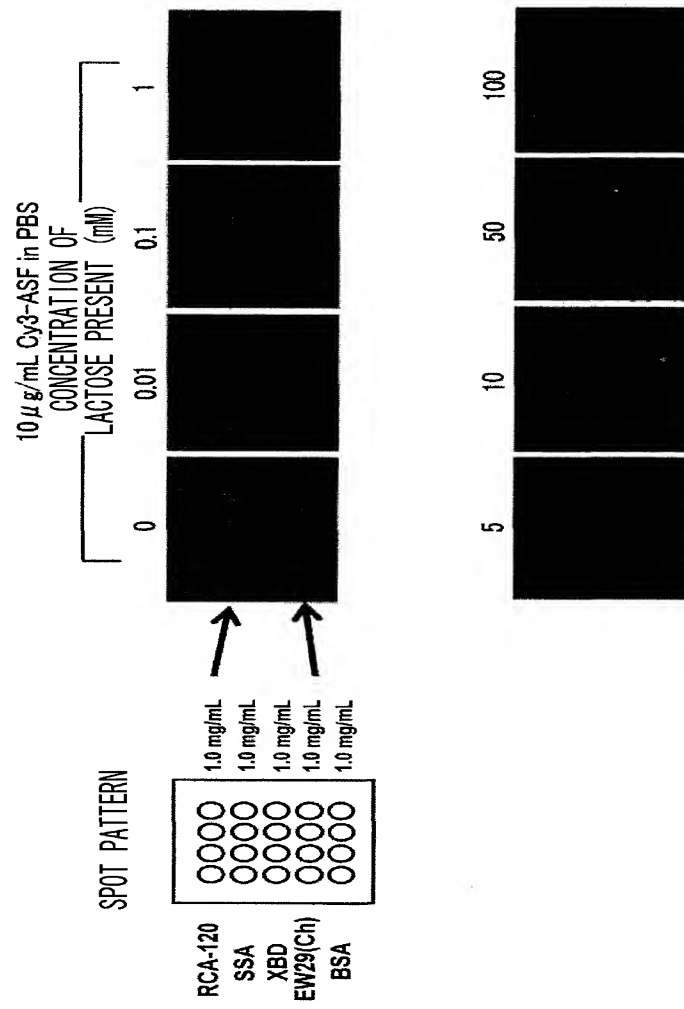 10μg/mL Cy3-ASF in PBS
CONCENTRATION OF
LACTOSE PRESENT (mM)
0 0.01 0.1 1
5 10 50 100
SPOT PATTERN
RCA-120 1.0 mg/mL
SSA 1.0 mg/mL
XBD 1.0 mg/mL
EW29(Ch) 1.0 mg/mL
BSA 1.0 mg/mL